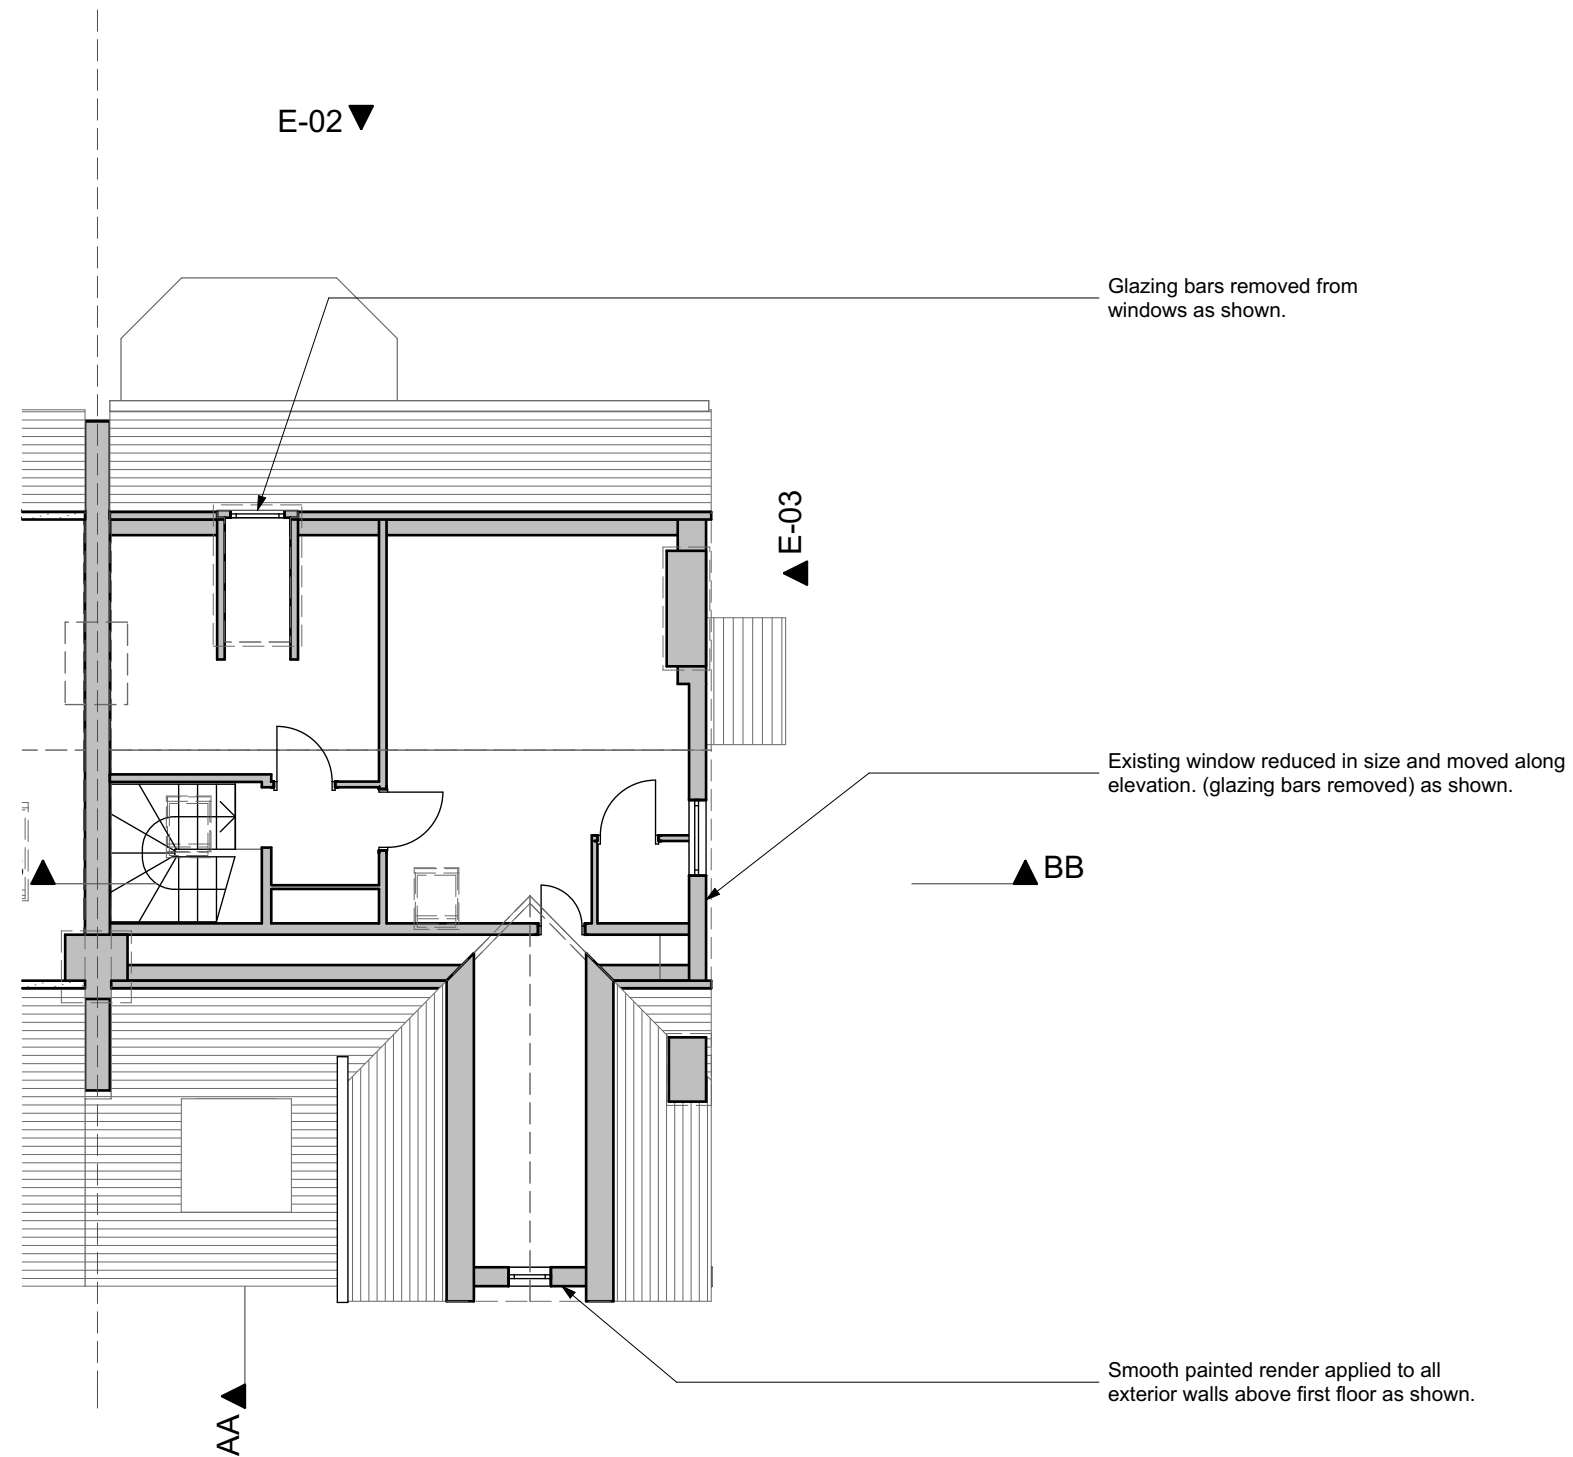 E-02
Glazing bars removed from
windows as shown.
E-03
Existing window reduced in size and moved along
elevation. (glazing bars removed) as shown.
BB
Smooth painted render applied to all
exterior walls above first floor as shown.
AA